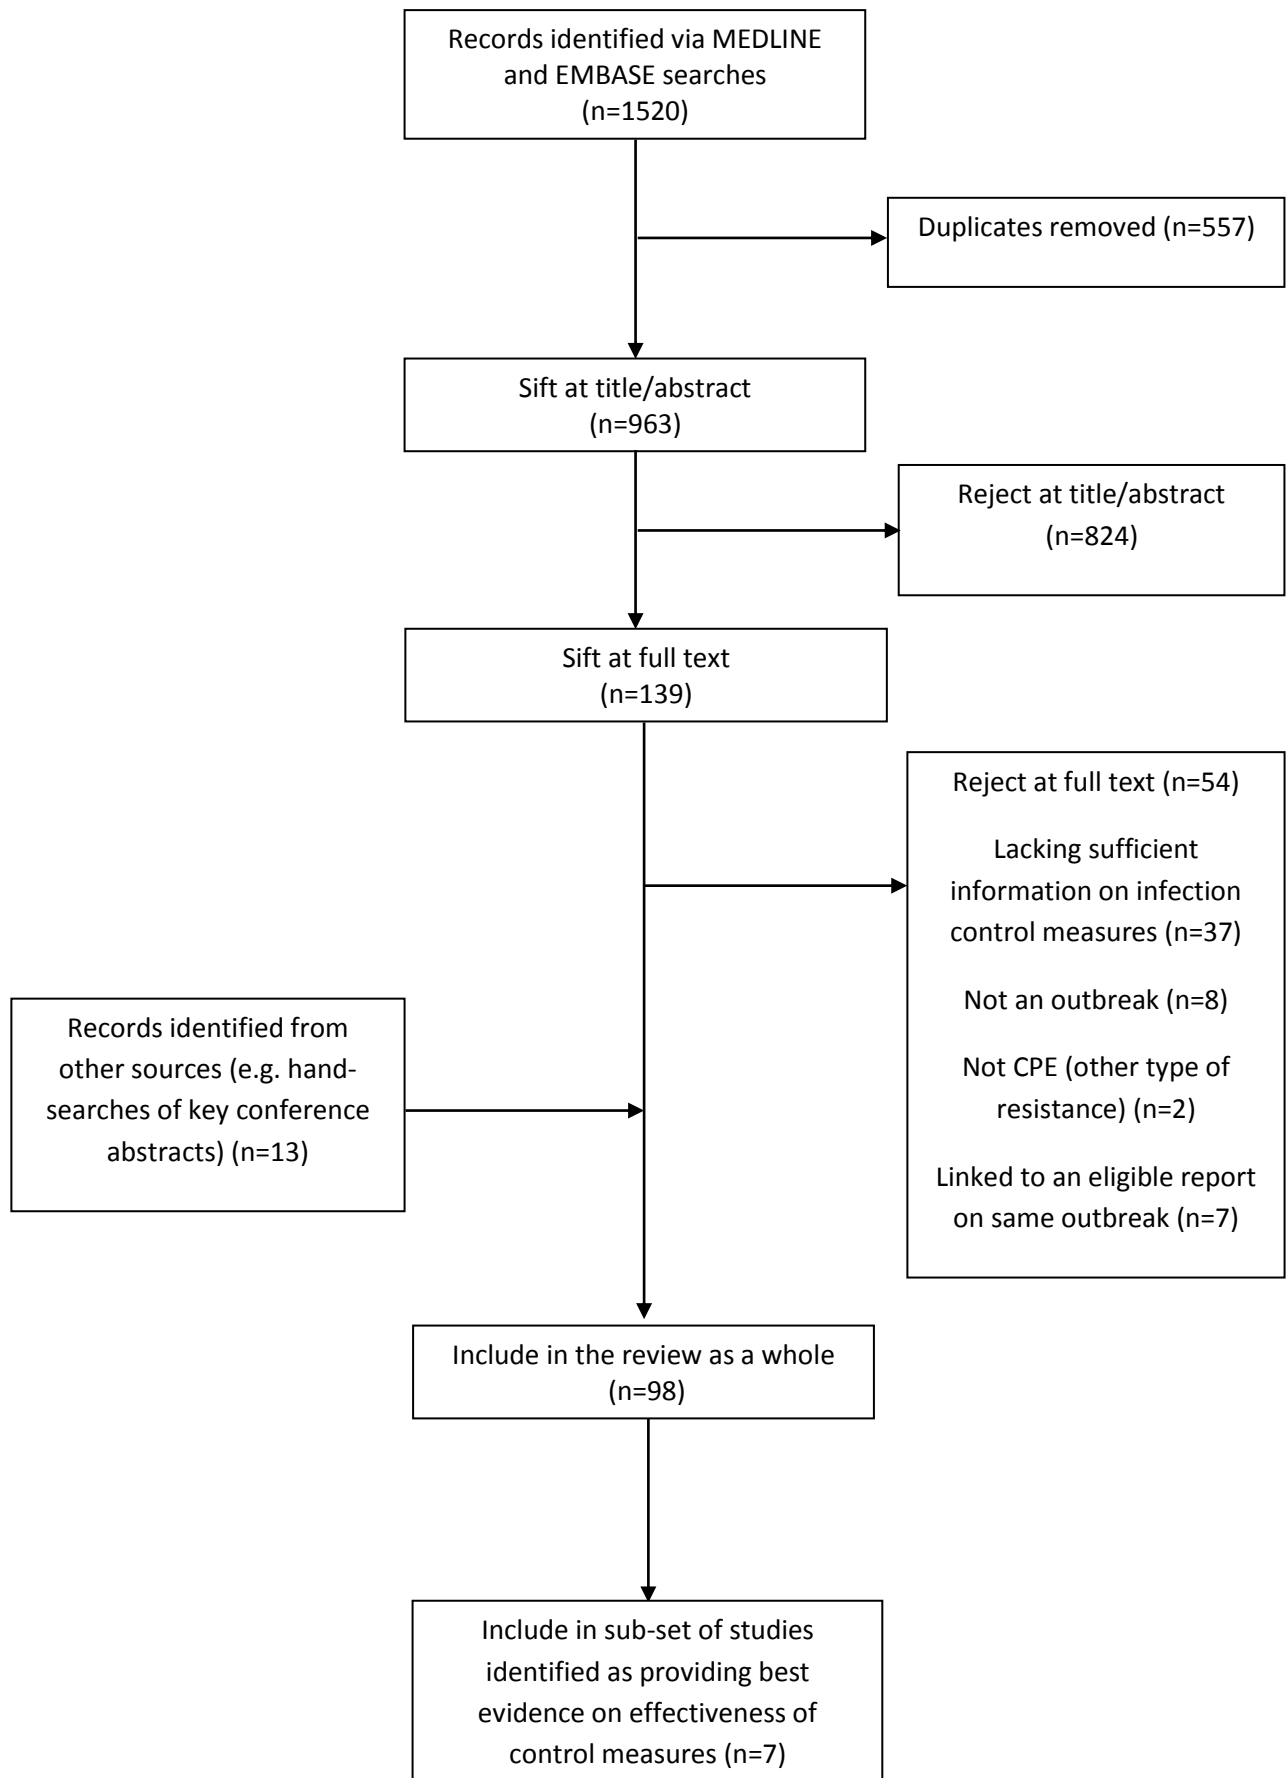 Records identified via MEDLINE
and EMBASE searches
(n=1520)
Duplicates removed (n=557)
Sift at title/abstract
(n=963)
Reject at title/abstract
(n=824)
Sift at full text
(n=139)
Reject at full text (n=54)
Lacking sufficient
information on infection
control measures (n=37)
Not an outbreak (n=8)
Not CPE (other type of
resistance) (n=2)
Linked to an eligible report
on same outbreak (n=7)
Records identified from
other sources (e.g. hand-
searches of key conference
abstracts) (n=13)
Include in the review as a whole
(n=98)
Include in sub-set of studies
identified as providing best
evidence on effectiveness of
control measures (n=7)